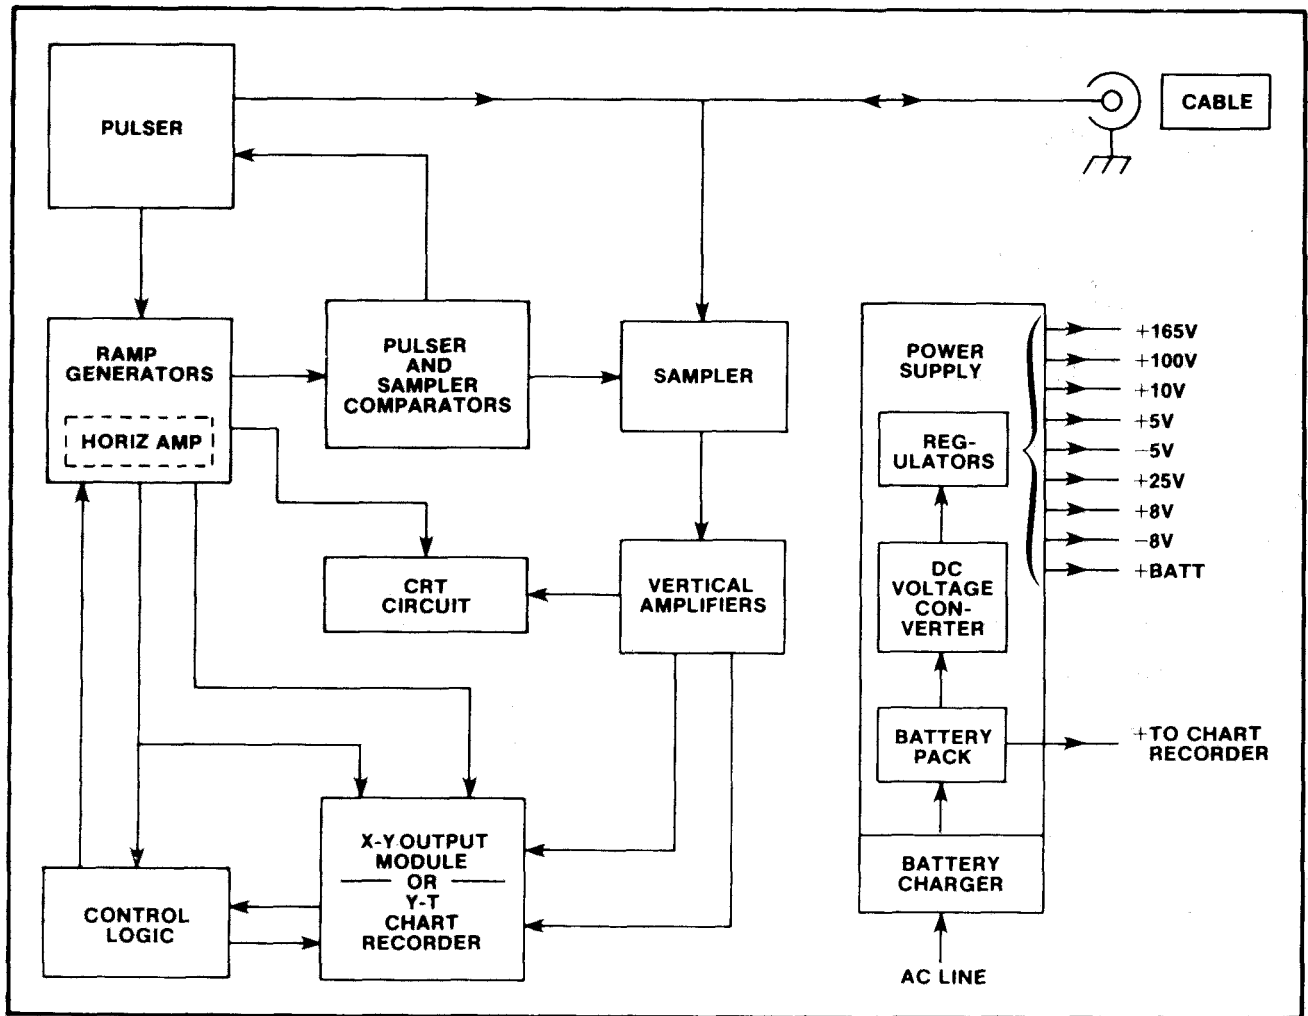 PULSER
CABLE
RAMP
GENERATORS
HORIZ AMP
PULSER
AND
SAMPLER
COMPARATORS
SAMPLER
CRT
CIRCUIT
VERTICAL
AMPLIFIERS
X-Y OUTPUT
MODULE
OR
Y-T
CHART
RECORDER
CONTROL
LOGIC
POWER
SUPPLY
REG-
ULATORS
DC
VOLTAGE
CON-
VERTER
BATTERY
PACK
BATTERY
CHARGER
AC LINE
+165V
+100V
+10V
+5V
-5V
+25V
+8V
-8V
+BATT
+TO CHART
RECORDER